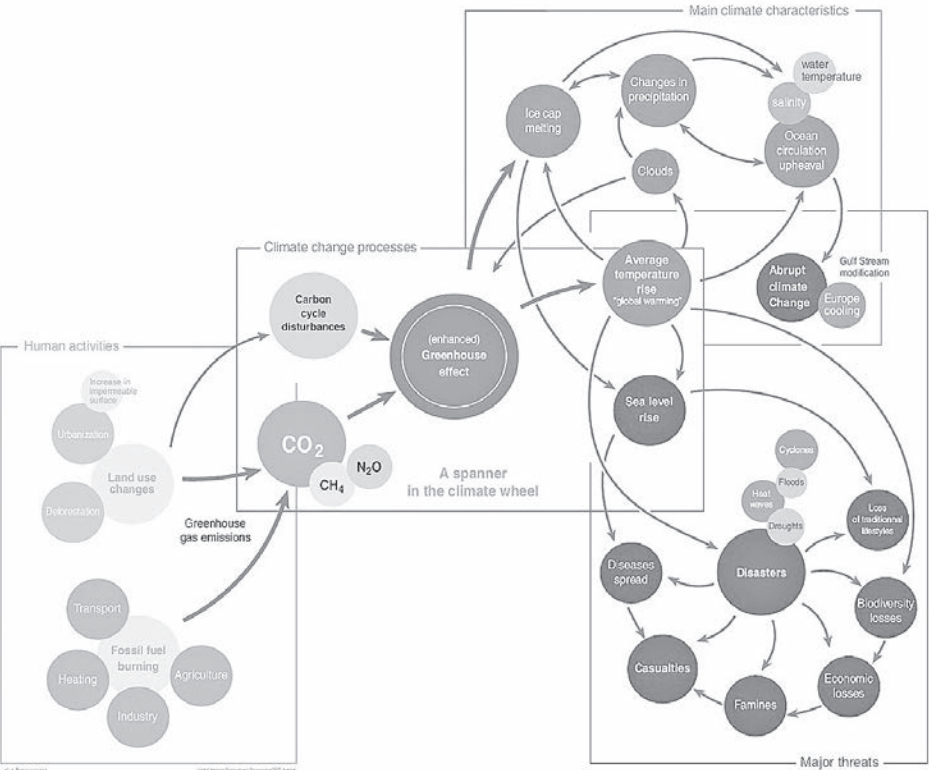 Main climate characteristics
water
temperature
salinity
Changes in
precipitation
Ice cap
melting
Ocean
circulation
upheaval
Clouds
Climate change processes
Average
temperature
rise
"global warming"
Gulf Stream
modification
Abrupt
climate
Change
Europe
cooling
Carbon
cycle
disturbances
(enhanced)
Greenhouse
effect
Human activities
Increase in
impermeable
surface
Urbanization
Land use
changes
Deforestation
CO2
CH4
N2O
A spanner
in the climate wheel
Sea level
rise
Greenhouse
gas emissions
Cyclones
Floods
Heat
waves
Droughts
Loss
of traditionnal
lifestyles
Diseases
spread
Disasters
Biodiversity
losses
Transport
Fossil fuel
burning
Heating
Agriculture
Industry
Casualties
Famines
Economic
losses
Major threats